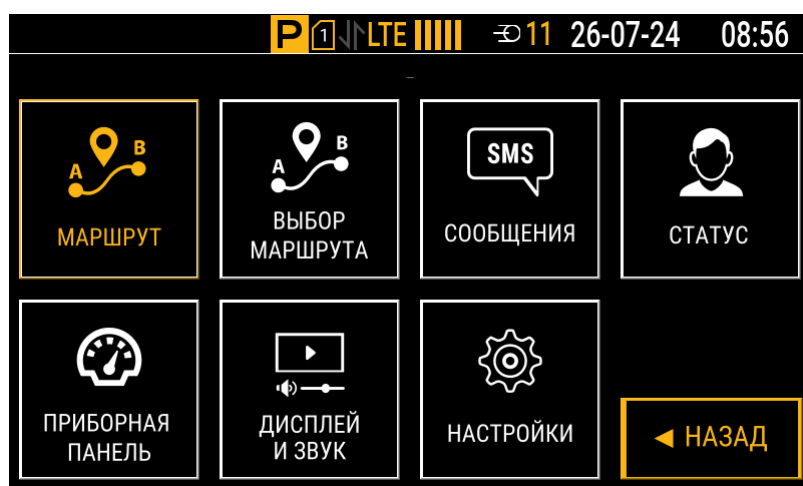 P 1 LTE 11 26-07-24 08:56
A B
МАРШРУТ
A B
ВЫБОР
МАРШРУТА
SMS
СООБЩЕНИЯ
СТАТУС
ПРИБОРНАЯ
ПАНЕЛЬ
ДИСПЛЕЙ
И ЗВУК
НАСТРОЙКИ
НАЗАД